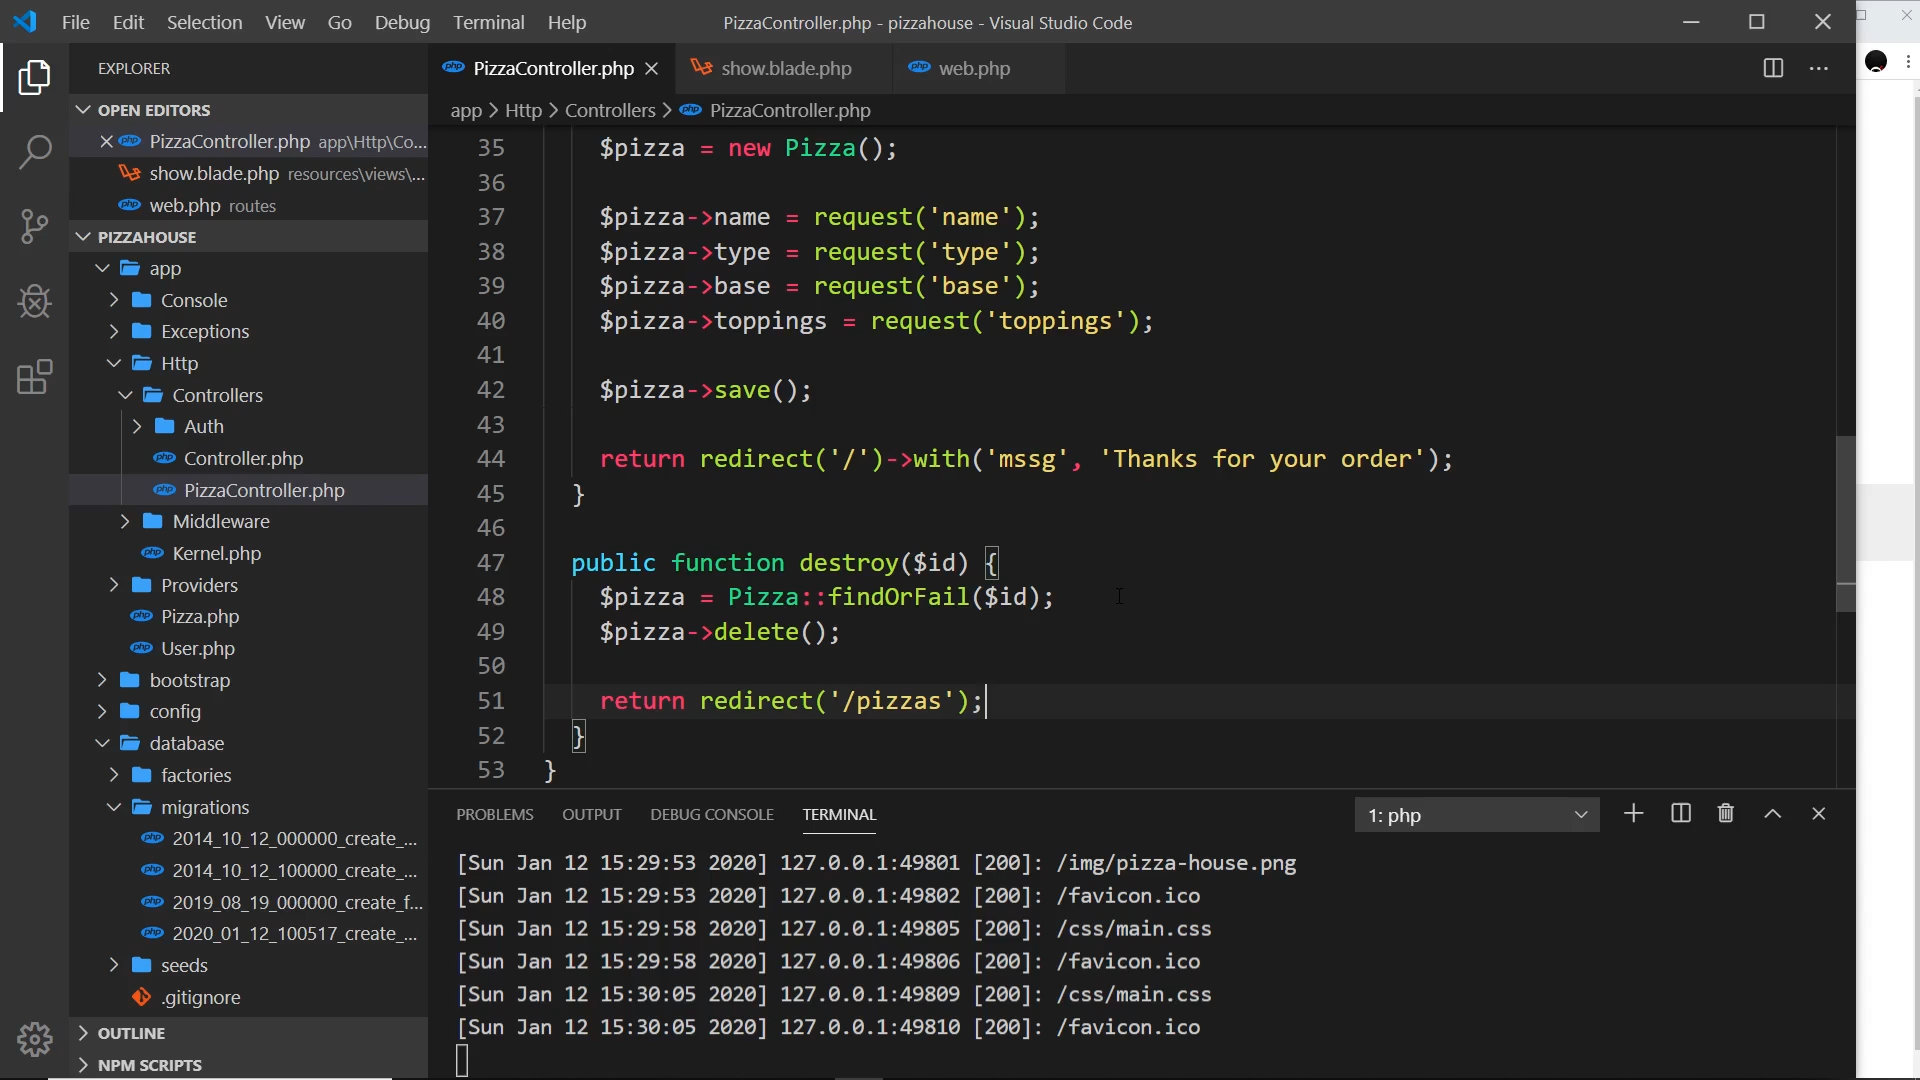 File Edit Selection View Go Debug Terminal Help
PizzaController.php - pizzahouse - Visual Studio Code
EXPLORER
OPEN EDITORS
PizzaController.php app\Http\Co...
show.blade.php resources\views\...
web.php routes
PIZZAHOUSE
app
Console
Exceptions
Http
Controllers
Auth
Controller.php
PizzaController.php
Middleware
Kernel.php
Providers
Pizza.php
User.php
bootstrap
config
database
factories
migrations
2014_10_12_000000_create_...
2014_10_12_100000_create_...
2019_08_19_000000_create_f...
2020_01_12_100517_create_...
seeds
.gitignore
OUTLINE
NPM SCRIPTS
php PizzaController.php show.blade.php php web.php
app > Http > Controllers > php PizzaController.php
35 $pizza = new Pizza();
36
37 $pizza->name = request('name');
38 $pizza->type = request('type');
39 $pizza->base = request('base');
40 $pizza->toppings = request('toppings');
41
42 $pizza->save();
43
44 return redirect('/')->with('mssg', 'Thanks for your order');
45 }
46
47 public function destroy($id) {
48 $pizza = Pizza::findOrFail($id);
49 $pizza->delete();
50
51 return redirect('/pizzas');
52 }
53 }
PROBLEMS OUTPUT DEBUG CONSOLE TERMINAL 1: php
[Sun Jan 12 15:29:53 2020] 127.0.0.1:49801 [200]: /img/pizza-house.png
[Sun Jan 12 15:29:53 2020] 127.0.0.1:49802 [200]: /favicon.ico
[Sun Jan 12 15:29:58 2020] 127.0.0.1:49805 [200]: /css/main.css
[Sun Jan 12 15:29:58 2020] 127.0.0.1:49806 [200]: /favicon.ico
[Sun Jan 12 15:30:05 2020] 127.0.0.1:49809 [200]: /css/main.css
[Sun Jan 12 15:30:05 2020] 127.0.0.1:49810 [200]: /favicon.ico